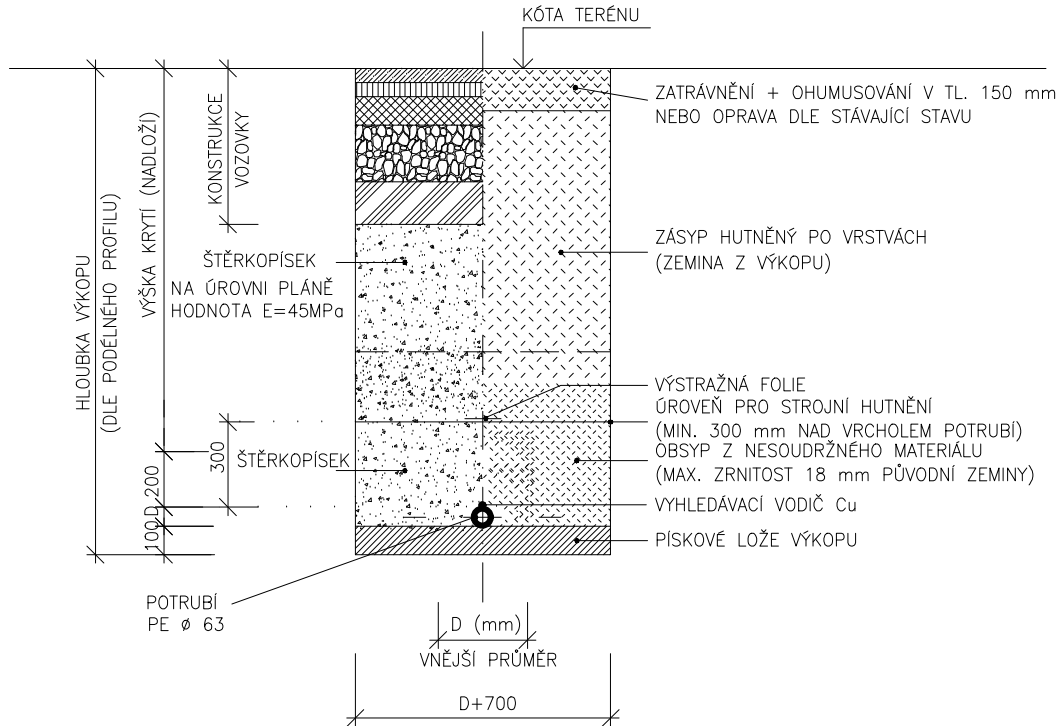 KÓTA TERÉNU
ZATRÁVNĚNÍ + OHUMUSOVÁNÍ V TL. 150 mm
NEBO OPRAVA DLE STÁVAJÍCÍ STAVU
KONSTRUKCE
VOZOVKY
VÝŠKA KRYTÍ (NADLOŽÍ)
HLOUBKA VÝKOPU
(DLE PODÉLNÉHO PROFILU)
ZÁSYP HUTNĚNÝ PO VRSTVÁCH
(ZEMINA Z VÝKOPU)
ŠTĚRKOPÍSEK
NA ÚROVNI PLÁNĚ
HODNOTA E=45MPa
VÝSTRAŽNÁ FOLIE
ÚROVEŇ PRO STROJNÍ HUTNĚNÍ
(MIN. 300 mm NAD VRCHOLEM POTRUBÍ)
OBSYP Z NESOUDRŽNÉHO MATERIÁLU
(MAX. ZRNITOST 18 mm PŮVODNÍ ZEMINY)
300
ŠTĚRKOPÍSEK
200
D
100
VYHLEDÁVACÍ VODIČ Cu
PÍSKOVÉ LOŽE VÝKOPU
POTRUBÍ
PE ø 63
D (mm)
VNĚJŠÍ PRŮMĚR
D+700